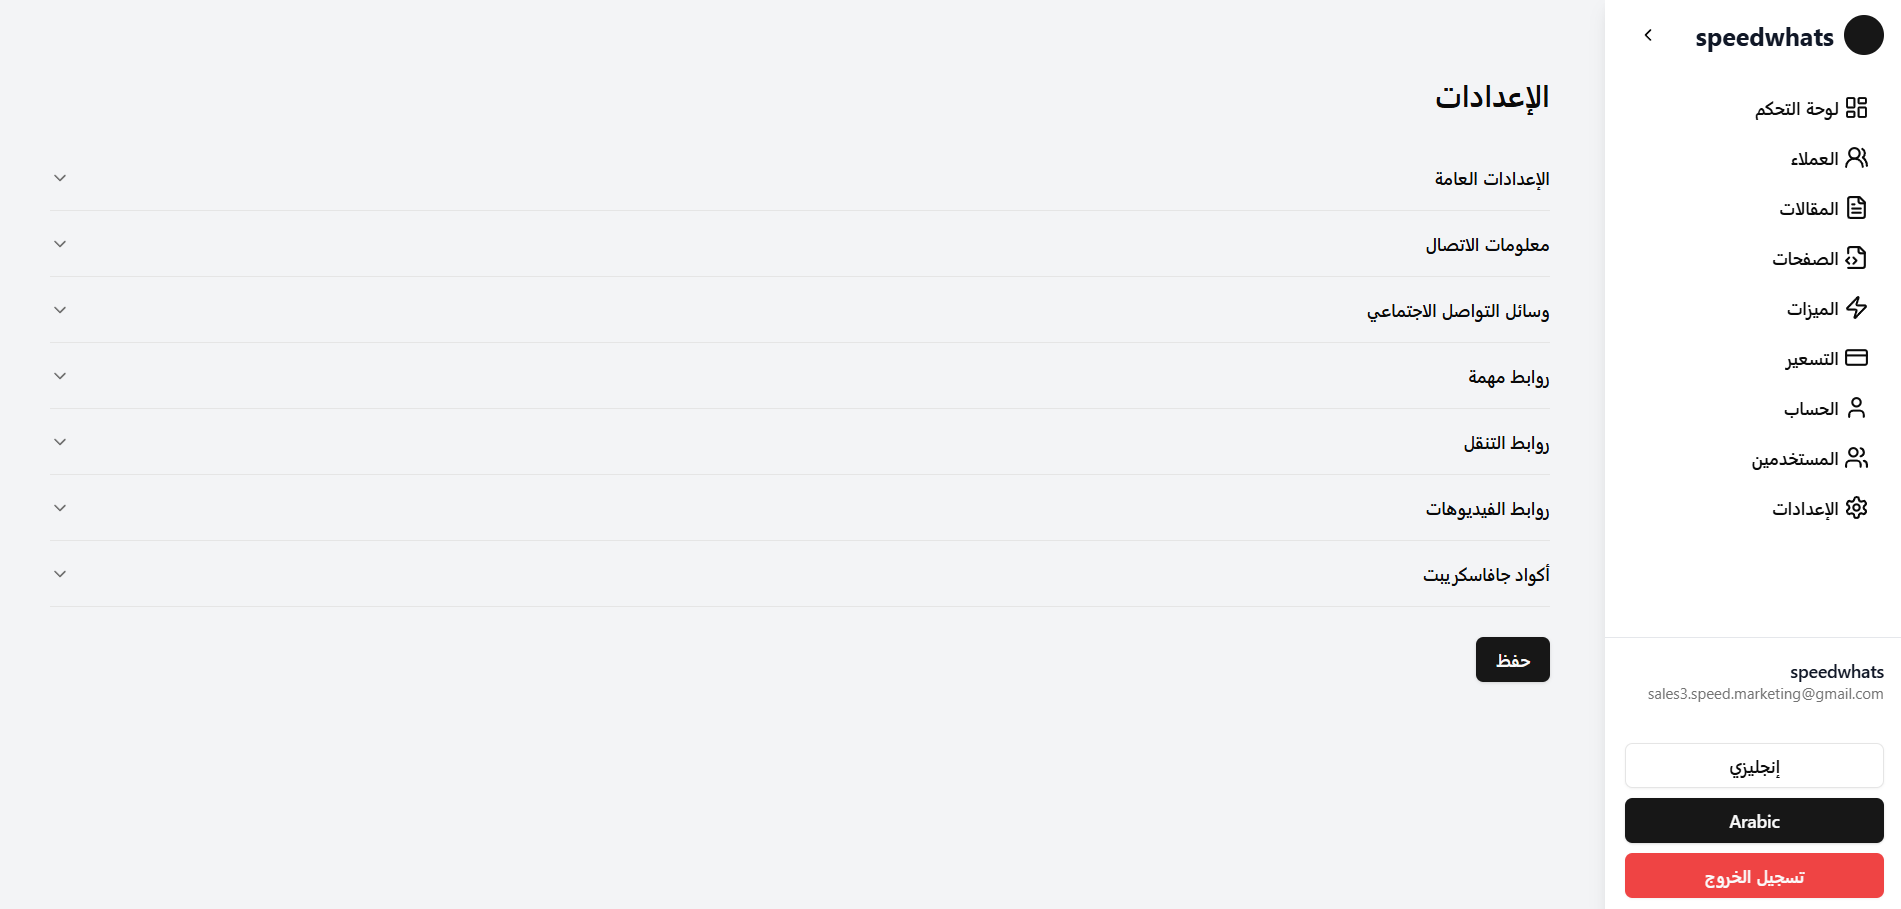 speedwhats
لوحة التحكم
العملاء
المقالات
الصفحات
الميزات
التسعير
الحساب
المستخدمين
الإعدادات
speedwhats
sales3.speed.marketing@gmail.com
إنجليزي
Arabic
تسجيل الخروج
الإعدادات
الإعدادات العامة
معلومات الاتصال
وسائل التواصل الاجتماعي
روابط مهمة
روابط التنقل
روابط الفيديوهات
أكواد جافاسكريبت
حفظ